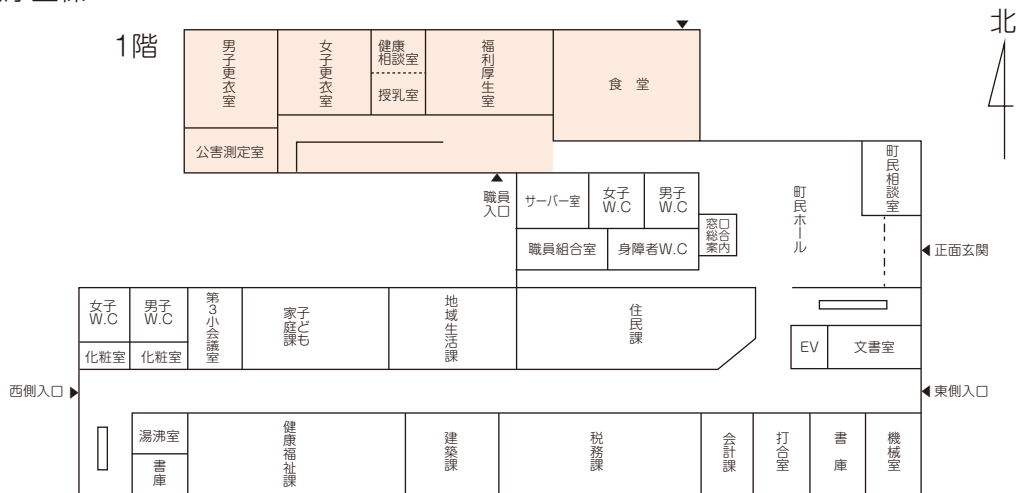 1階
北
男子更衣室
女子更衣室
健康
相談室
授乳室
福利厚生室
食 堂
公害測定室
職員
入口
サーバー室
女子
W.C
男子
W.C
窓口
総合
案内
職員組合室
身障者W.C
町民ホール
町民相談室
正面玄関
女子
W.C
男子
W.C
化粧室
化粧室
第3小会議室
子ども
家庭課
地域生活課
住民課
EV
文書室
西側入口
東側入口
湯沸室
書庫
健康福祉課
建築課
税務課
会計課
打合室
書庫
機械室